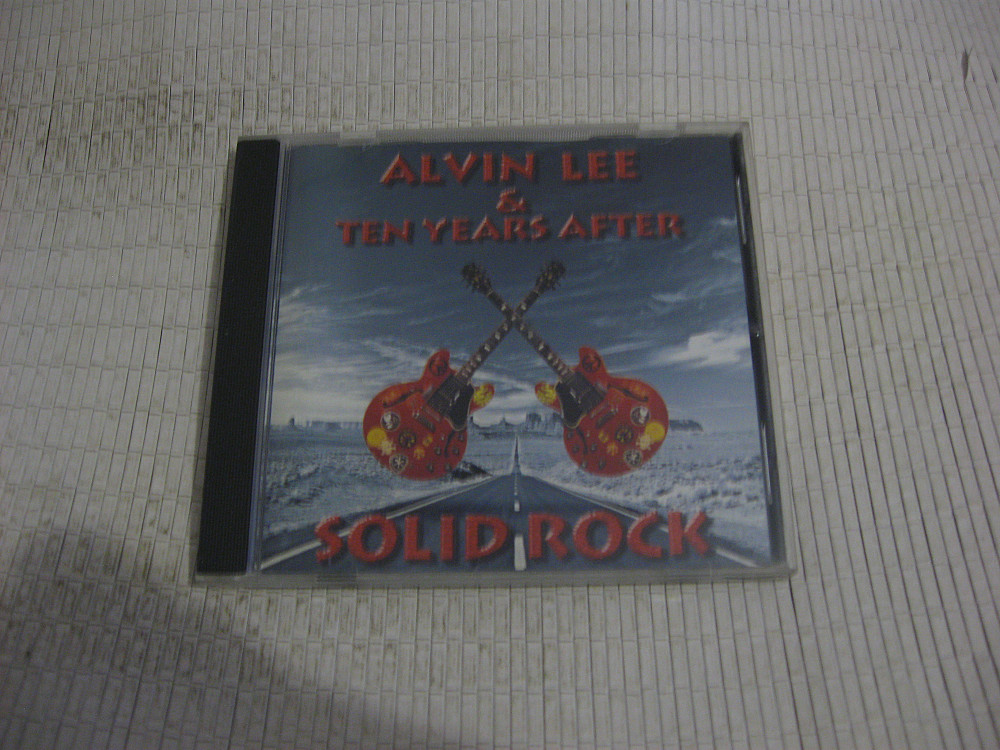 ALVIN LEE
&
TEN YEARS AFTER
SOLID ROCK